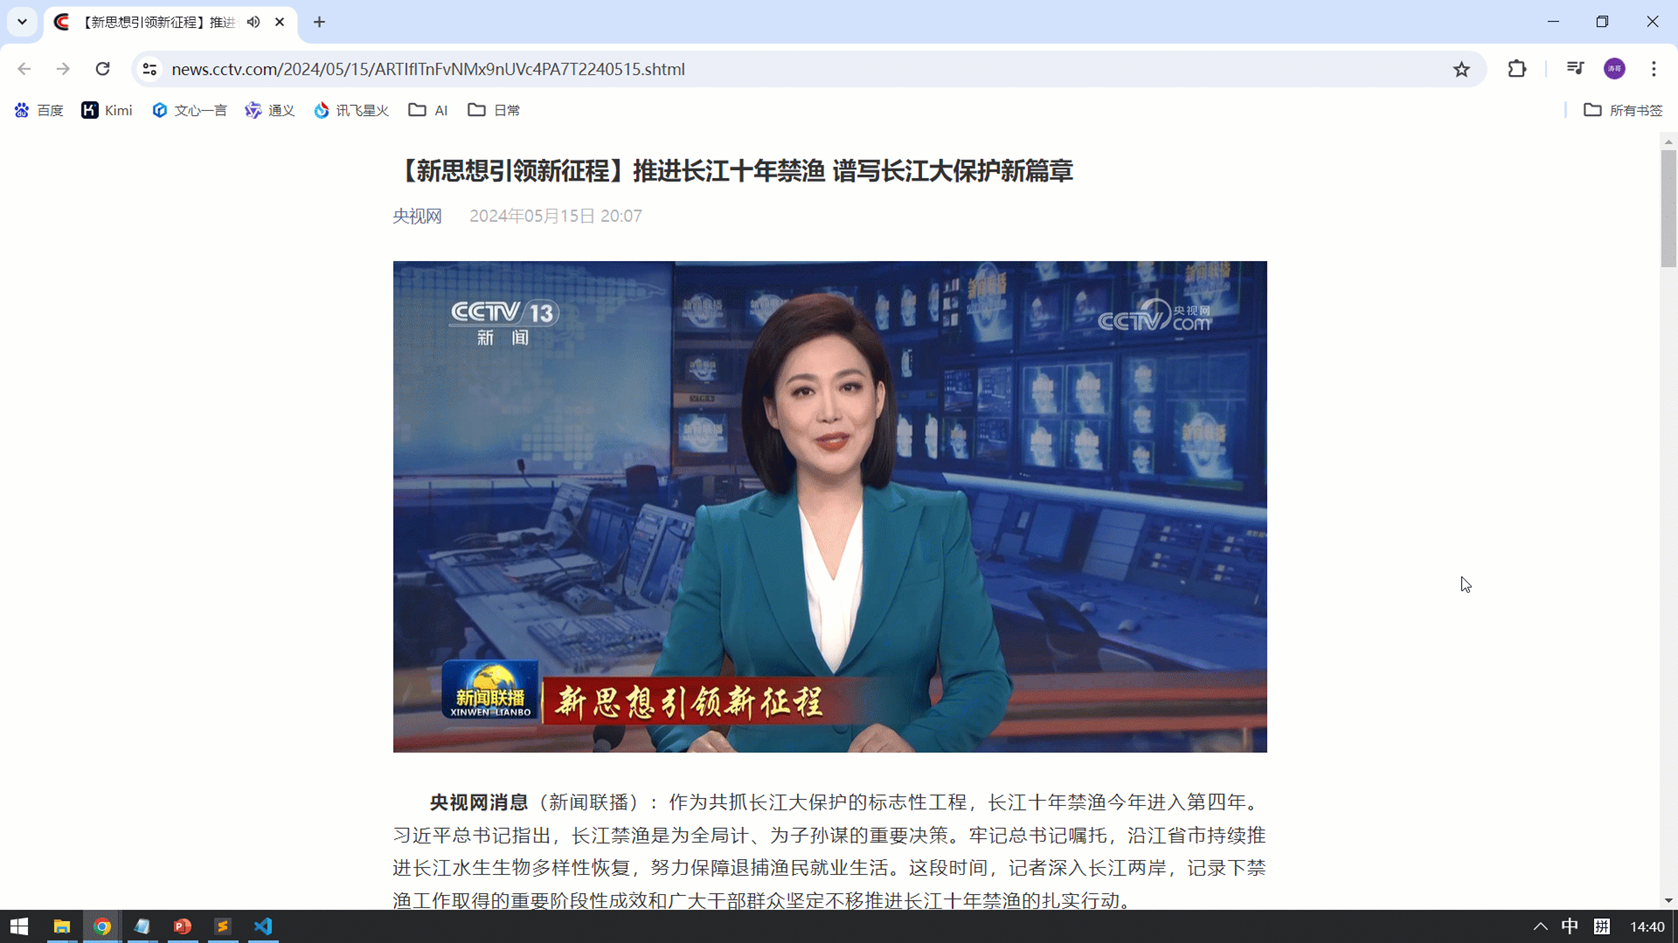 【新思想引领新征程】推进
news.cctv.com/2024/05/15/ARTIflTnFvNMx9nUVc4PA7T2240515.shtml
涛哥
百度 Kimi 文心一言 通义 讯飞星火 AI 日常 所有书签
【新思想引领新征程】推进长江十年禁渔 谱写长江大保护新篇章
央视网 2024年05月15日 20:07
CCTV 13
新闻
CCTV 央视网
com
新闻联播
XINWEN LIANBO
新思想引领新征程
央视网消息（新闻联播）：作为共抓长江大保护的标志性工程，长江十年禁渔今年进入第四年。
习近平总书记指出，长江禁渔是为全局计、为子孙谋的重要决策。牢记总书记嘱托，沿江省市持续推
进长江水生生物多样性恢复，努力保障退捕渔民就业生活。这段时间，记者深入长江两岸，记录下禁
渔工作取得的重要阶段性成效和广大干部群众坚定不移推进长江十年禁渔的扎实行动。
中 拼 14:40